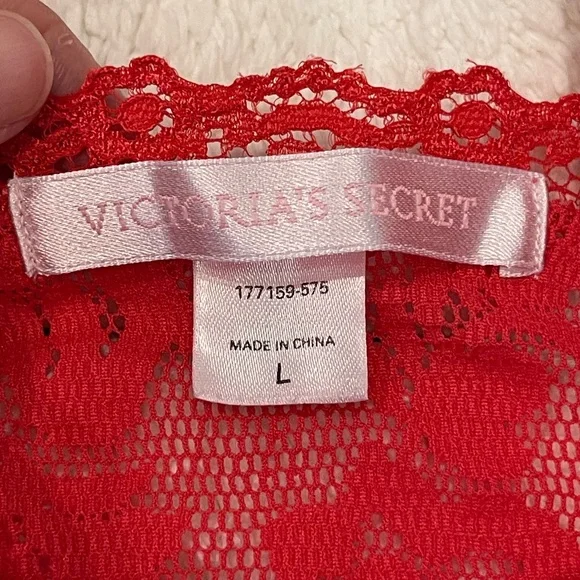 VICTORIA'S SECRET
177159-575
MADE IN CHINA
L